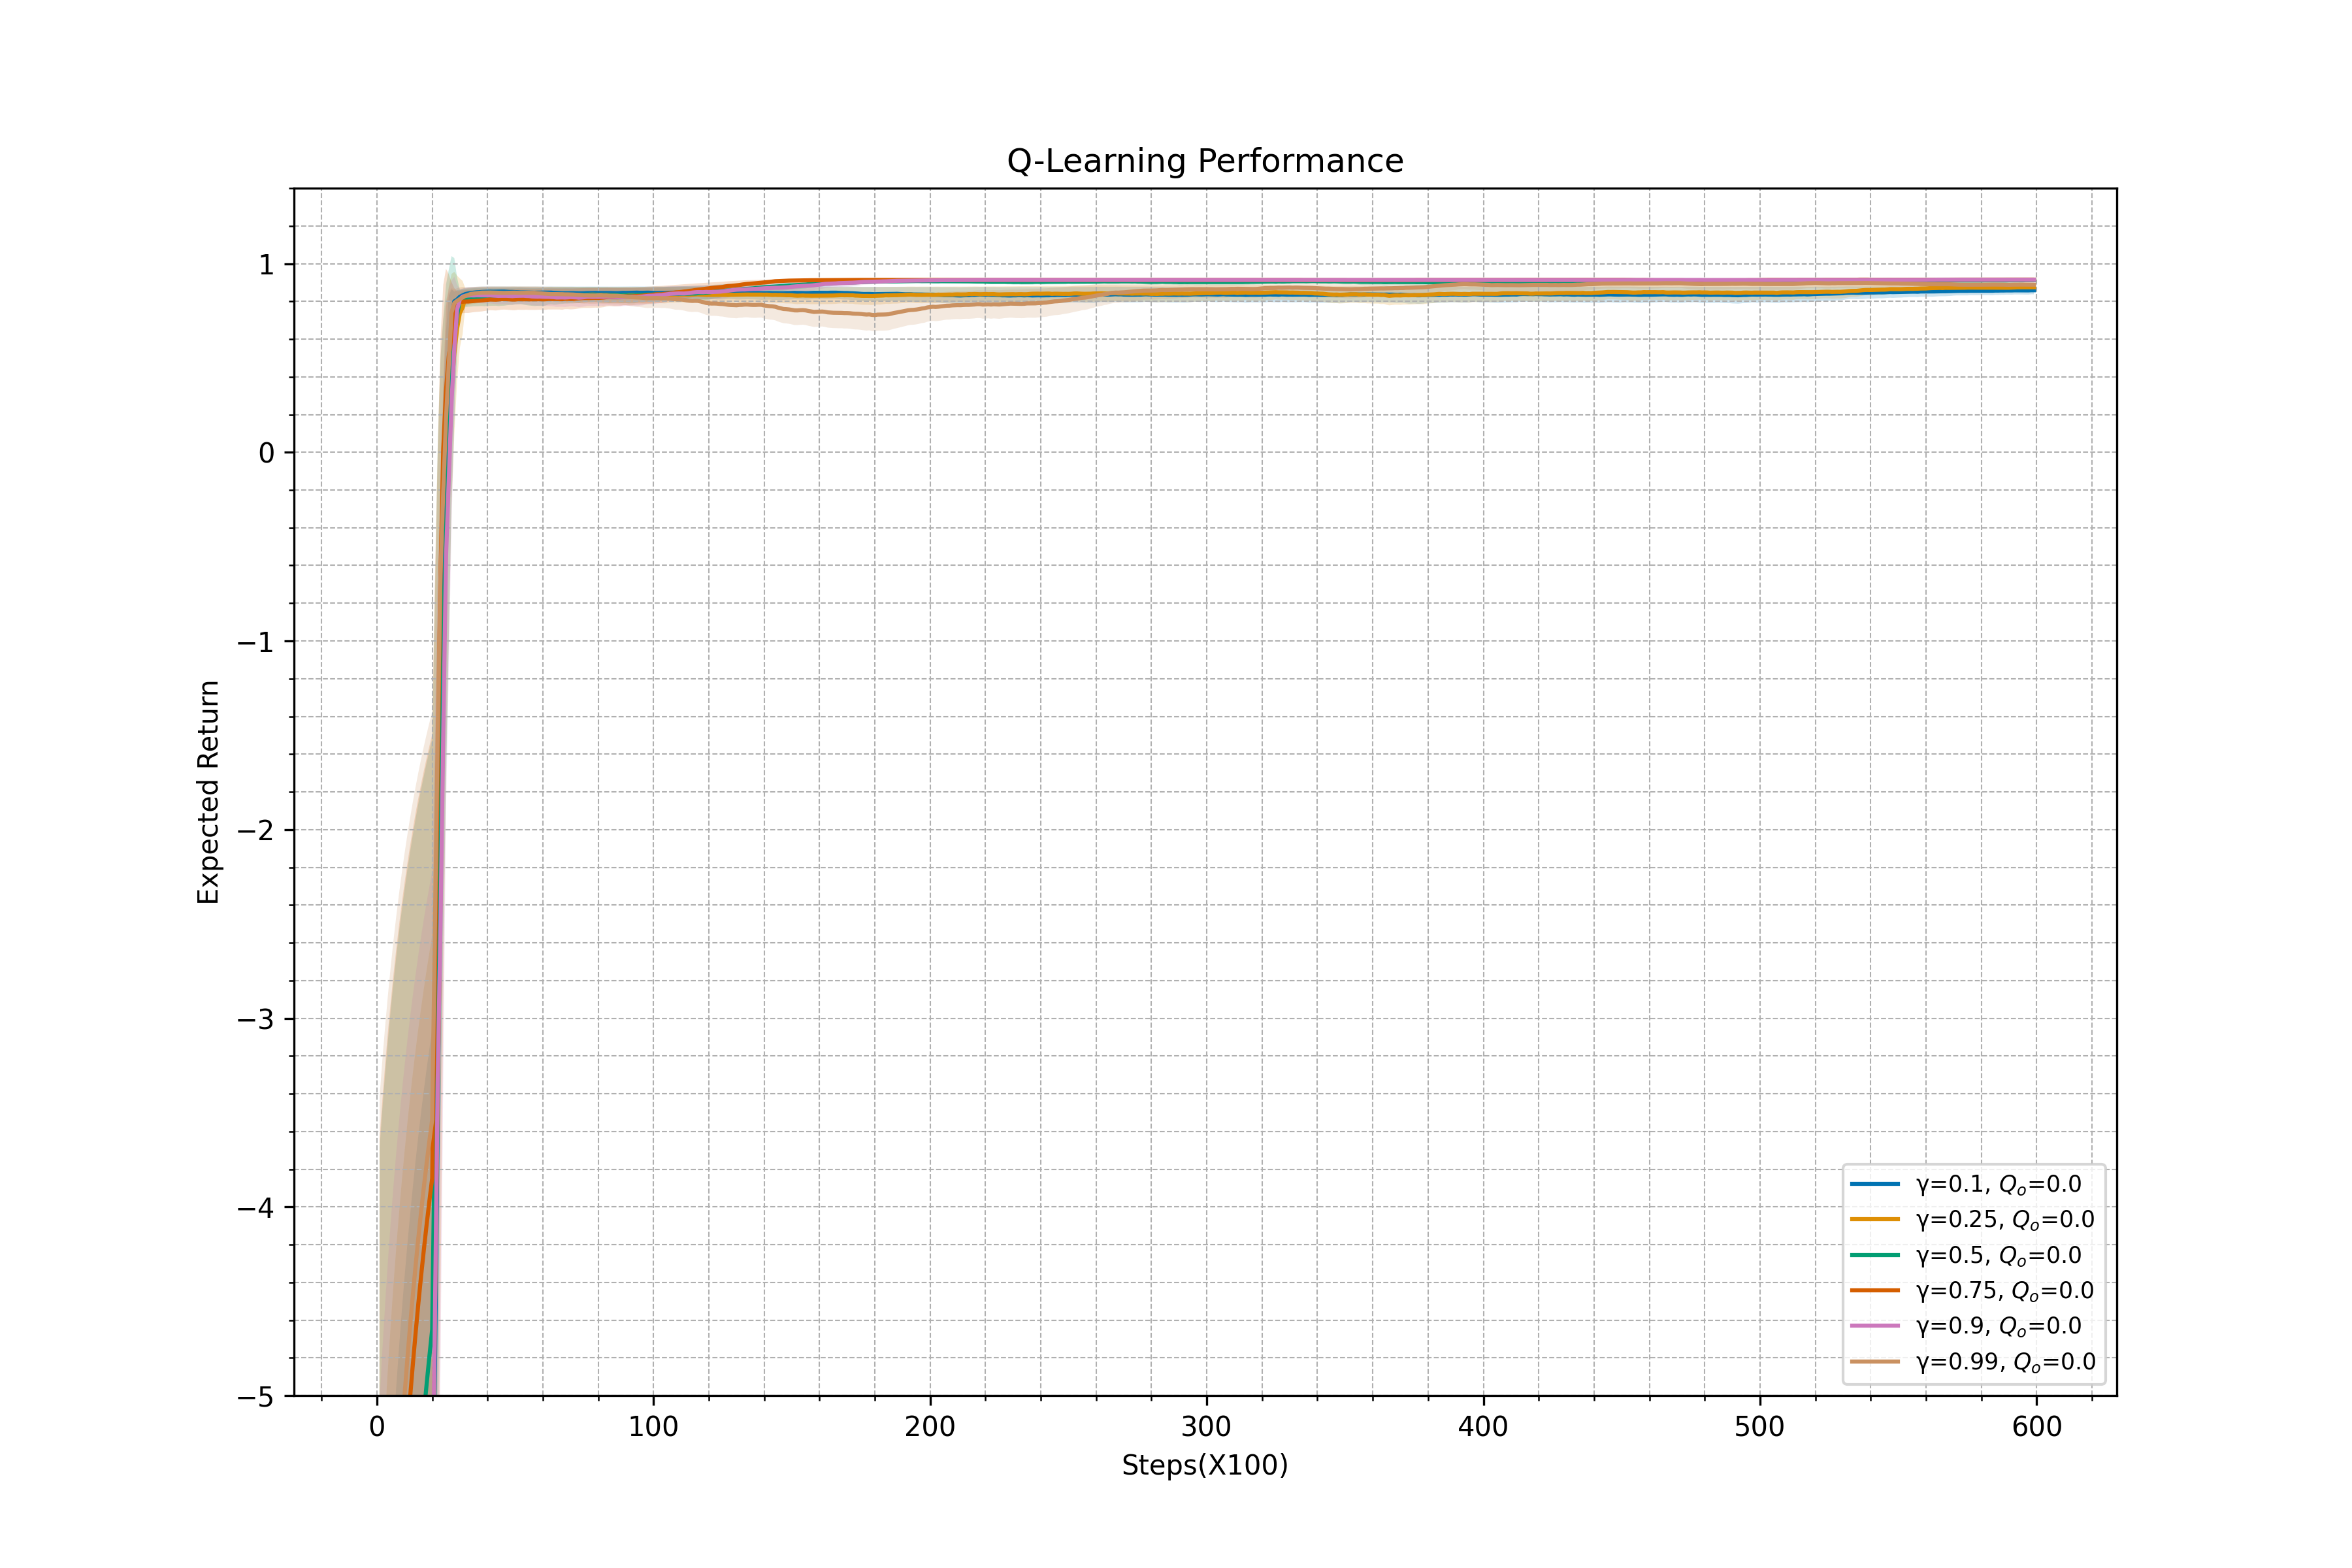 Q-Learning Performance
Expected Return
1
0
−1
−2
−3
−4
−5
0 100 200 300 400 500 600
Steps(X100)
γ=0.1, Qₒ=0.0
γ=0.25, Qₒ=0.0
γ=0.5, Qₒ=0.0
γ=0.75, Qₒ=0.0
γ=0.9, Qₒ=0.0
γ=0.99, Qₒ=0.0